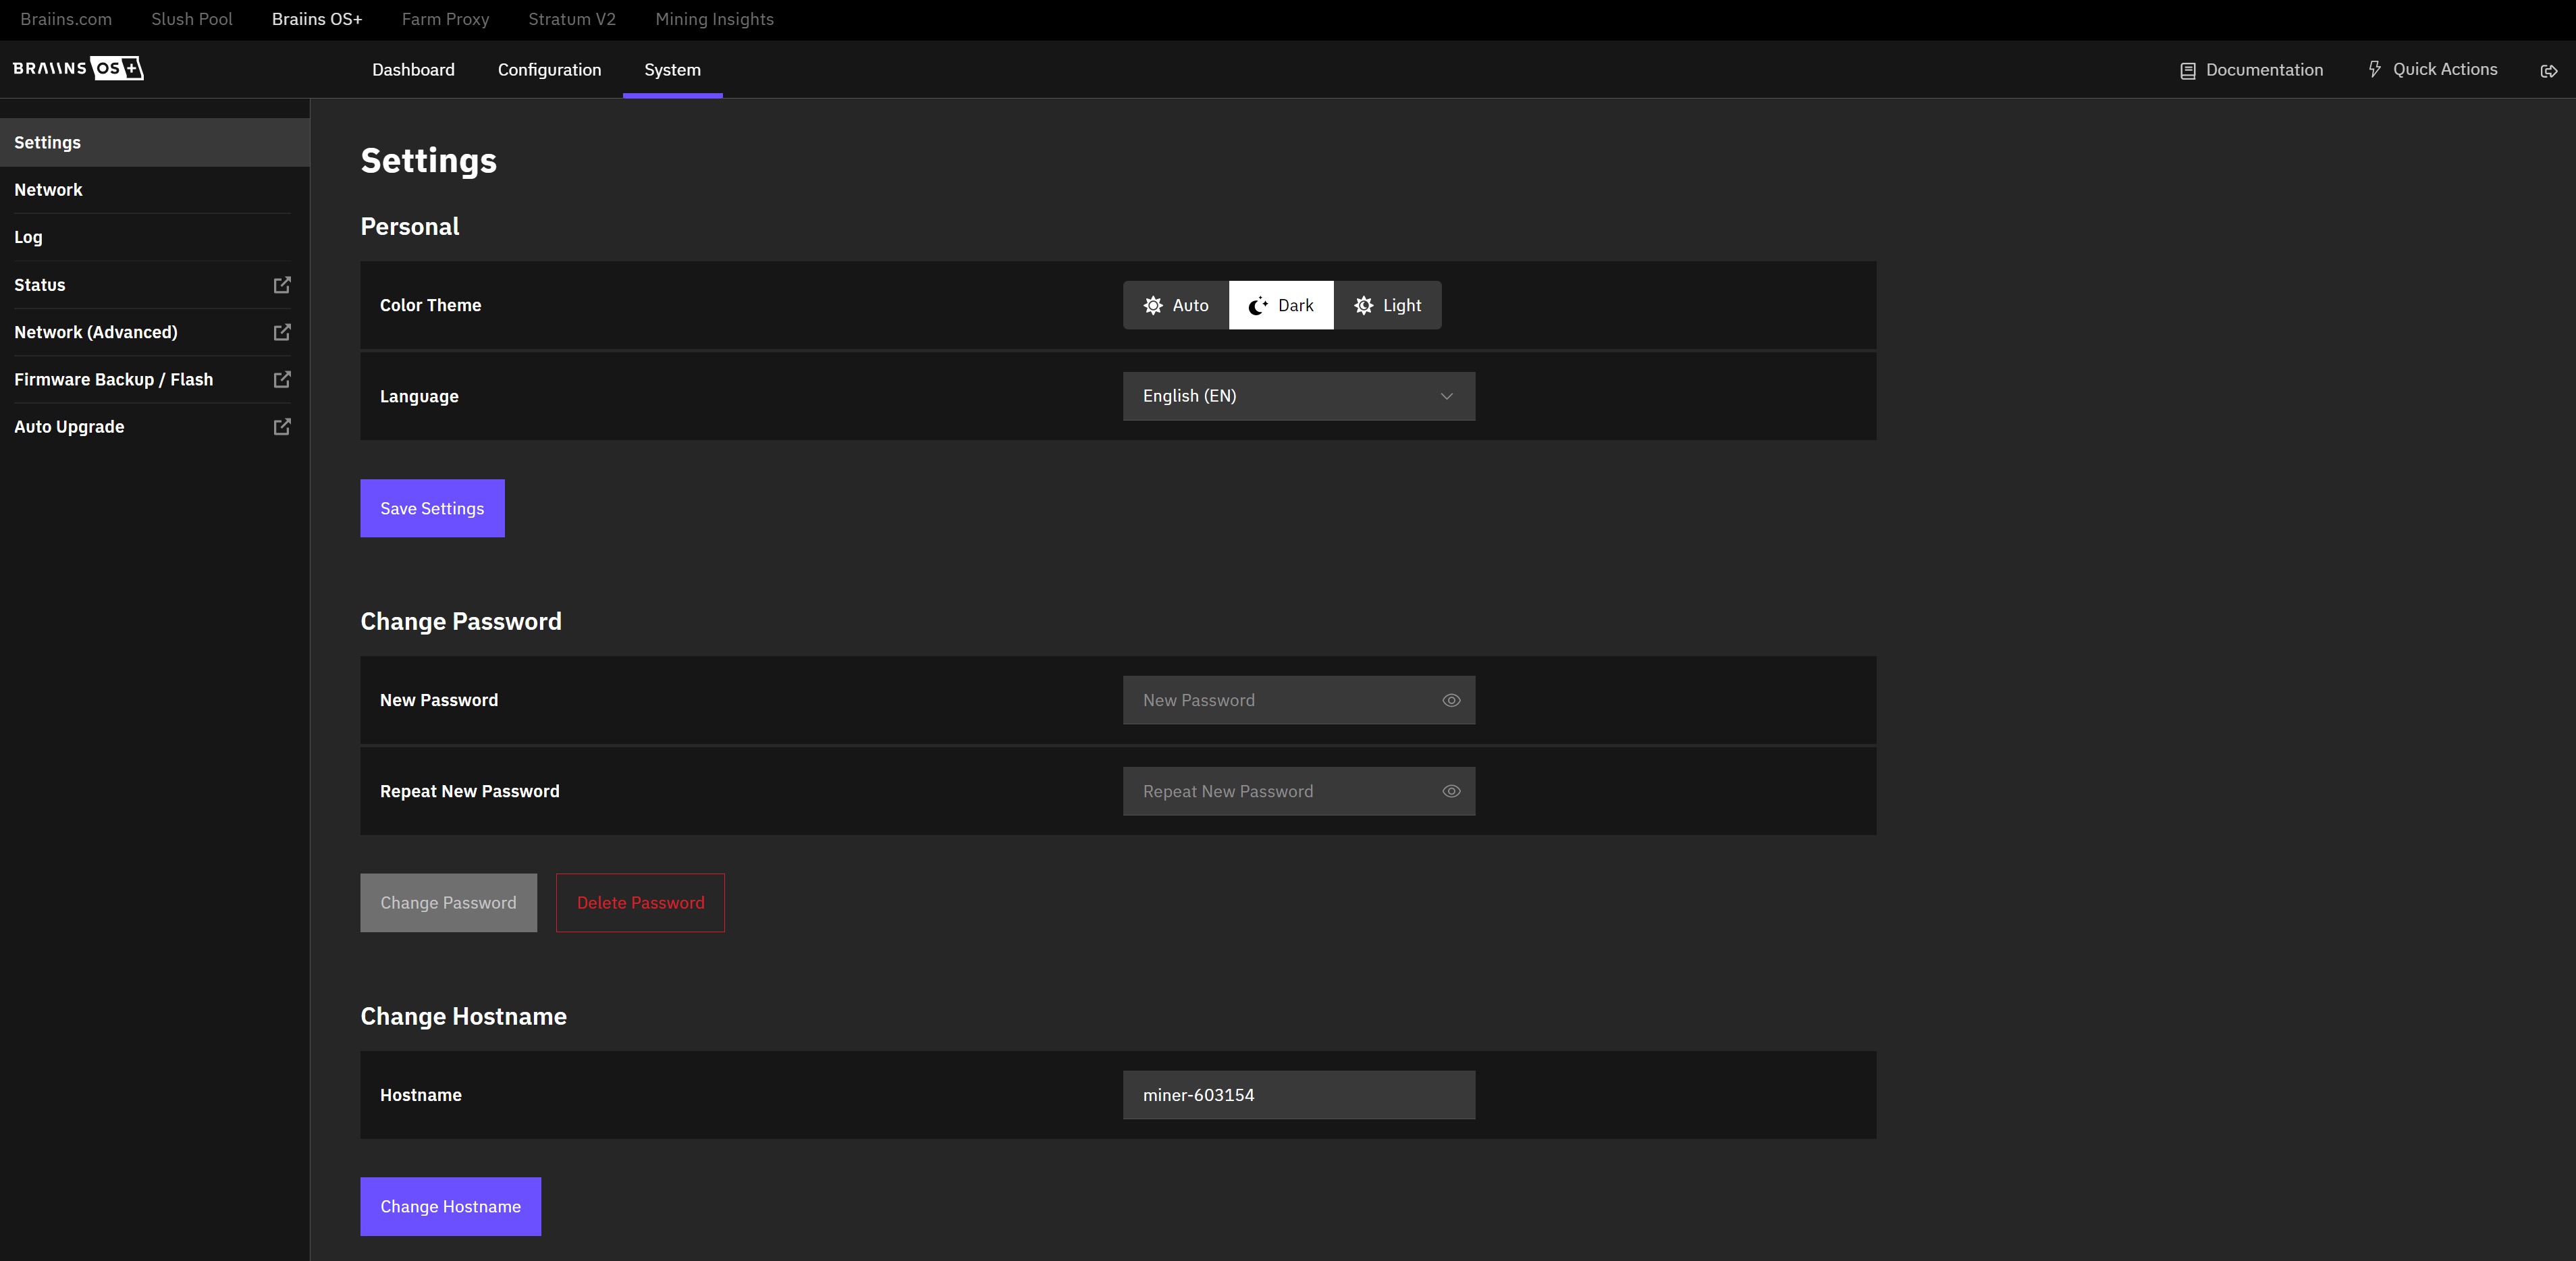 Braiins.com Slush Pool Braiins OS+ Farm Proxy Stratum V2 Mining Insights
BRAIINS OS+ Dashboard Configuration System Documentation Quick Actions
Settings
Network
Log
Status
Network (Advanced)
Firmware Backup / Flash
Auto Upgrade
Settings
Personal
Color Theme Auto Dark Light
Language English (EN)
Save Settings
Change Password
New Password New Password
Repeat New Password Repeat New Password
Change Password Delete Password
Change Hostname
Hostname miner-603154
Change Hostname